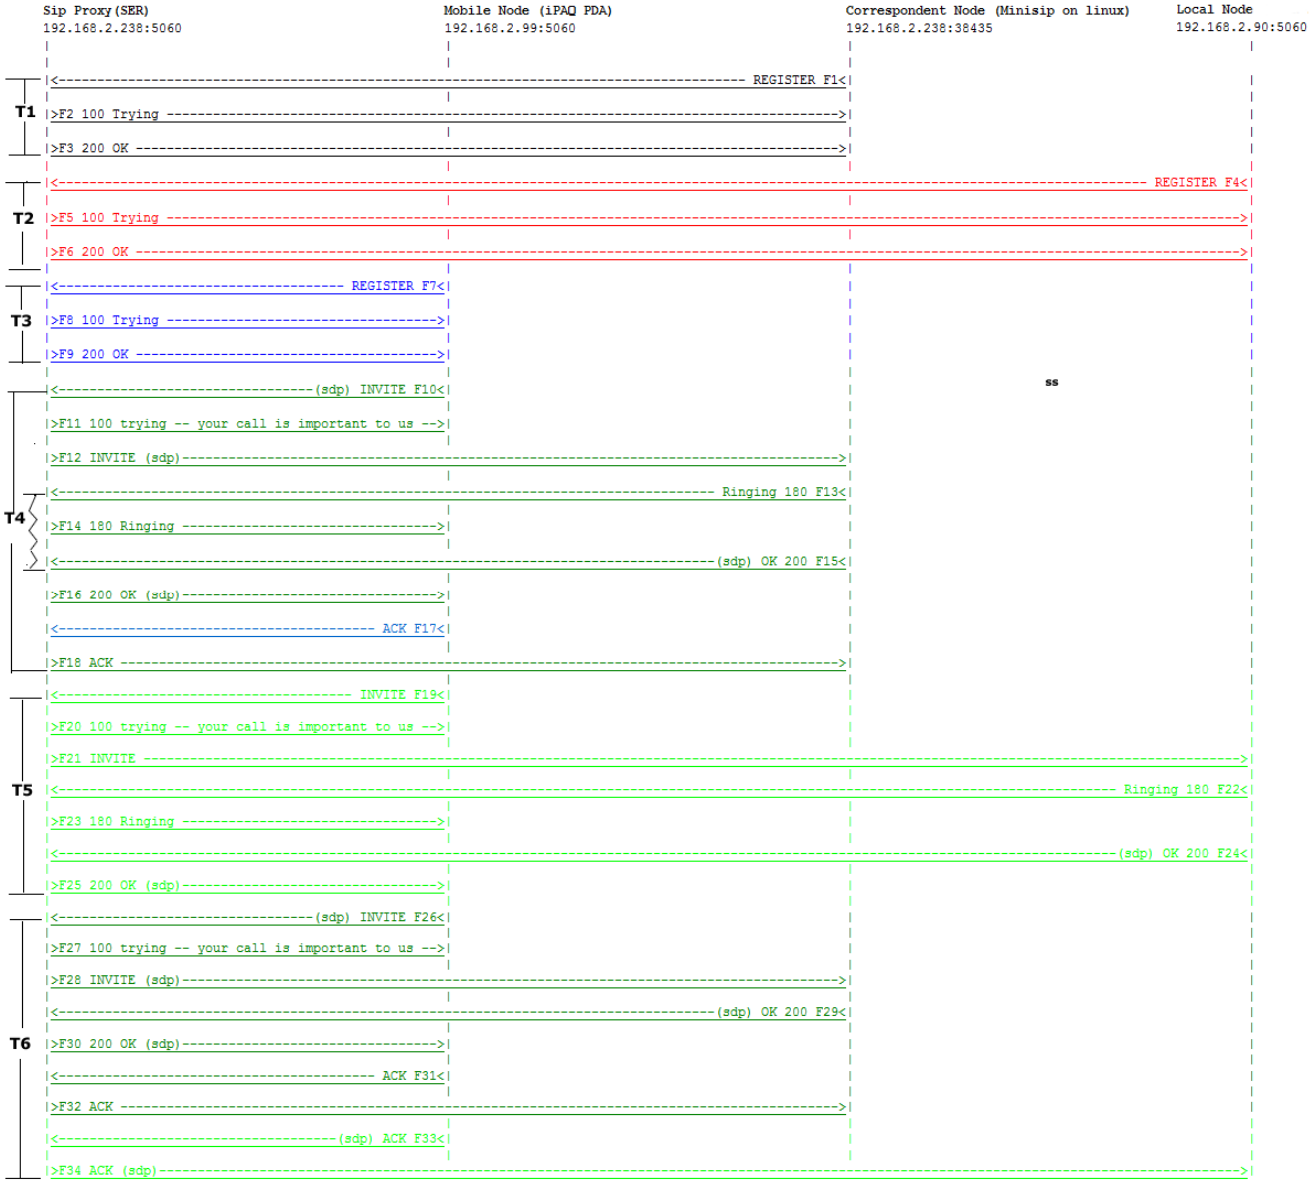 Sip Proxy(SER) Mobile Node (iPAQ PDA) Correspondent Node (Minisip on linux) Local Node
192.168.2.238:5060 192.168.2.99:5060 192.168.2.238:38435 192.168.2.90:5060
REGISTER F1
T1
F2 100 Trying
F3 200 OK
REGISTER F4
T2
F5 100 Trying
F6 200 OK
REGISTER F7
T3
F8 100 Trying
F9 200 OK
ss
(sdp) INVITE F10
F11 100 trying -- your call is important to us
F12 INVITE (sdp)
Ringing 180 F13
T4
F14 180 Ringing
(sdp) OK 200 F15
F16 200 OK (sdp)
ACK F17
F18 ACK
INVITE F19
F20 100 trying -- your call is important to us
F21 INVITE
T5
Ringing 180 F22
F23 180 Ringing
(sdp) OK 200 F24
F25 200 OK (sdp)
(sdp) INVITE F26
F27 100 trying -- your call is important to us
F28 INVITE (sdp)
(sdp) OK 200 F29
T6
F30 200 OK (sdp)
ACK F31
F32 ACK
(sdp) ACK F33
F34 ACK (sdp)